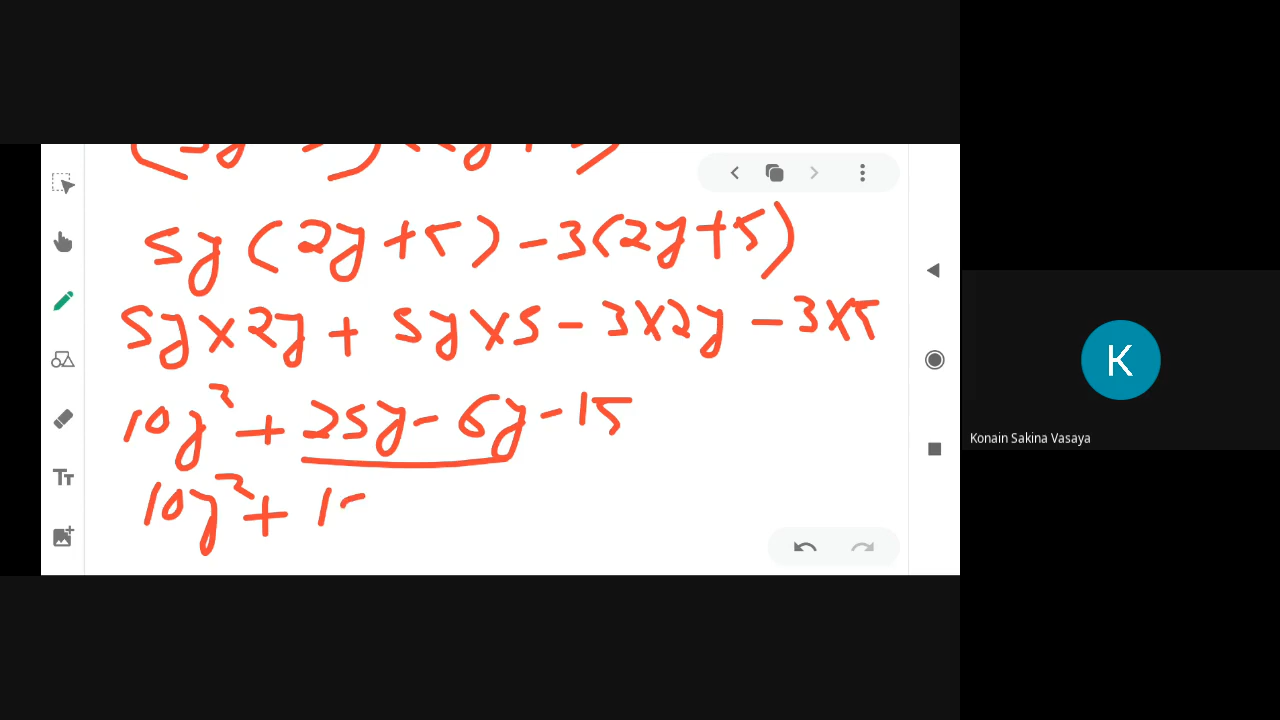 5y(2y+5)-3(2y+5)
5y×2y+5y×5-3×2y-3×5
10y²+25y-6y-15
10y²+1
Tт
K
Konain Sakina Vasaya